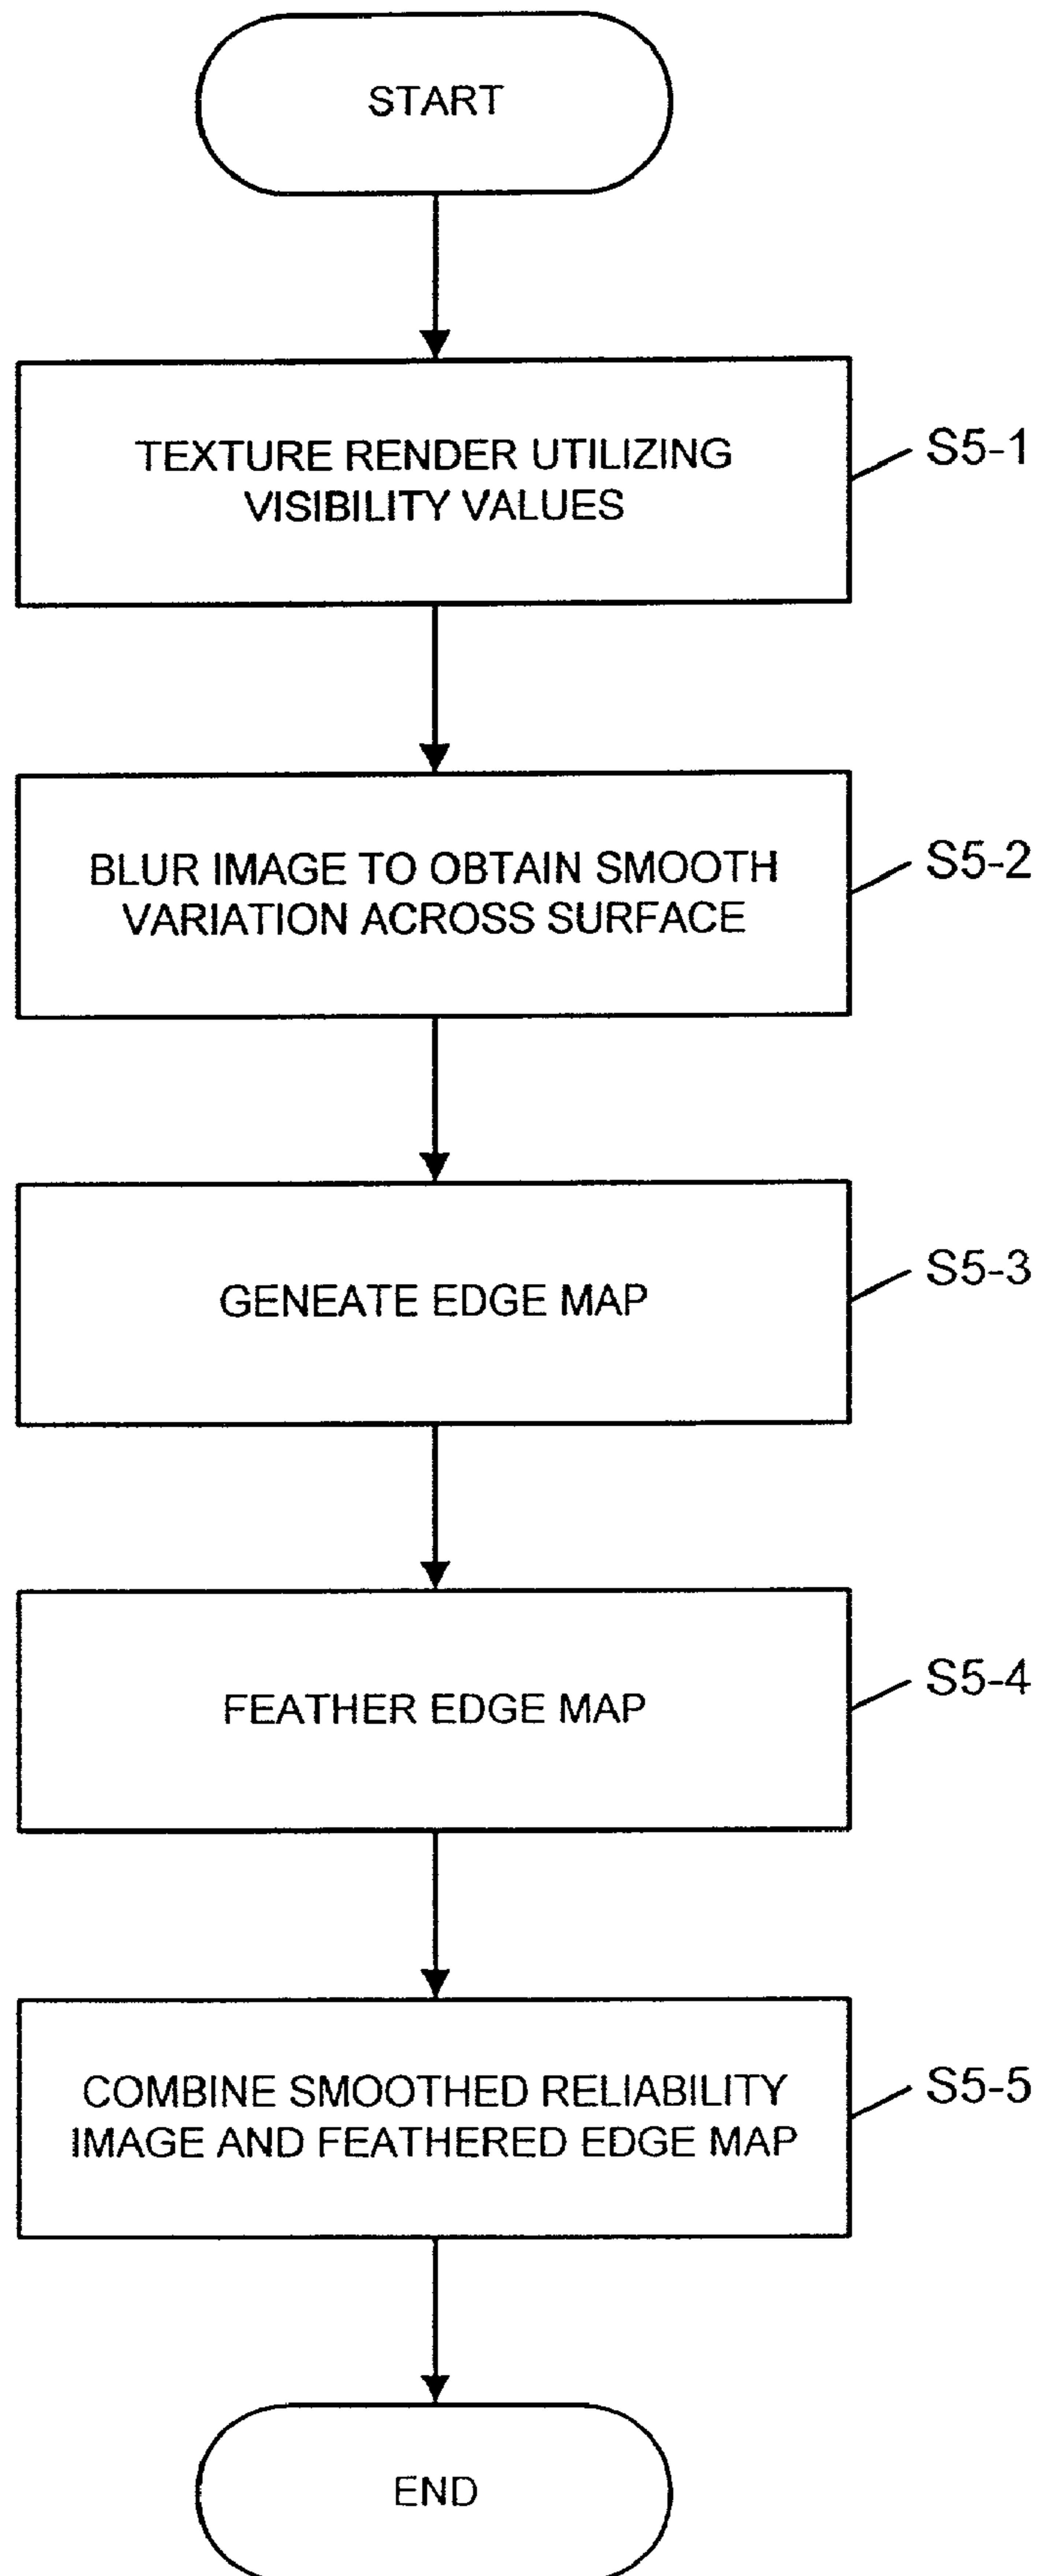 START
TEXTURE RENDER UTILIZING
VISIBILITY VALUES
S5-1
BLUR IMAGE TO OBTAIN SMOOTH
VARIATION ACROSS SURFACE
S5-2
GENEATE EDGE MAP
S5-3
FEATHER EDGE MAP
S5-4
COMBINE SMOOTHED RELIABILITY
IMAGE AND FEATHERED EDGE MAP
S5-5
END